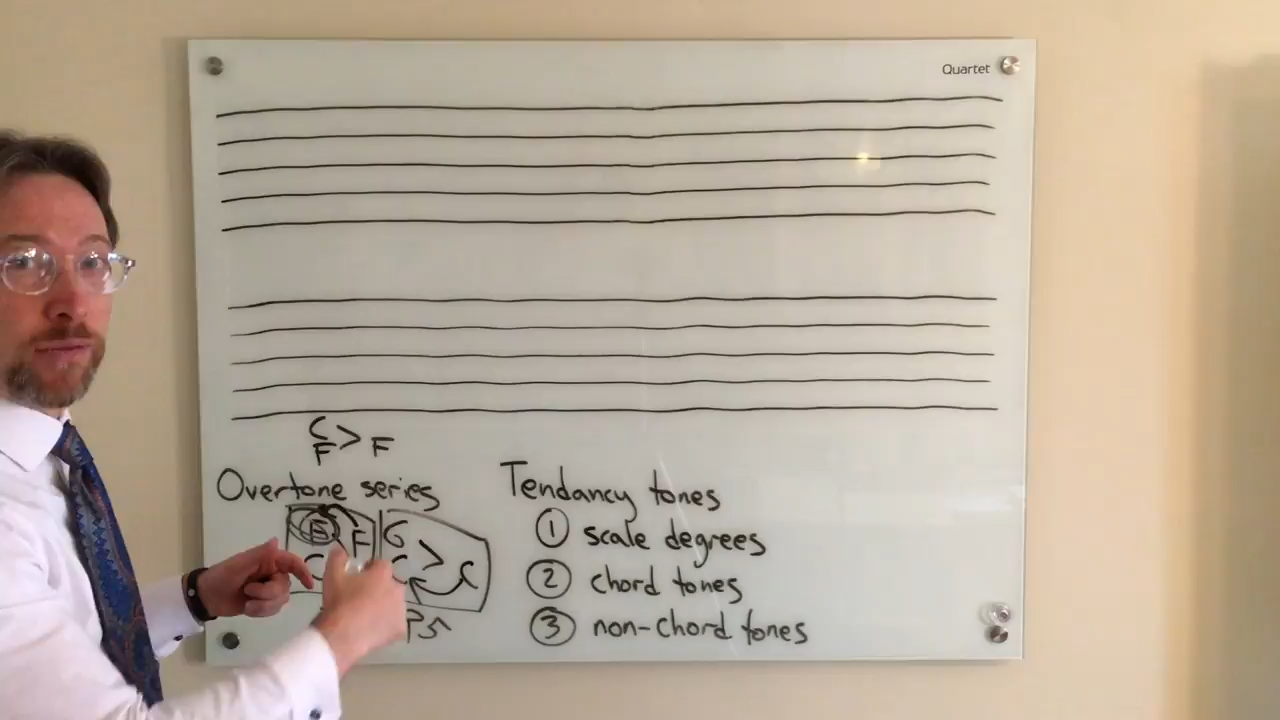 Quartet
C
F > F
Overtone series
E F G
C C > C
P5
Tendancy tones
① scale degrees
② chord tones
③ non-chord tones